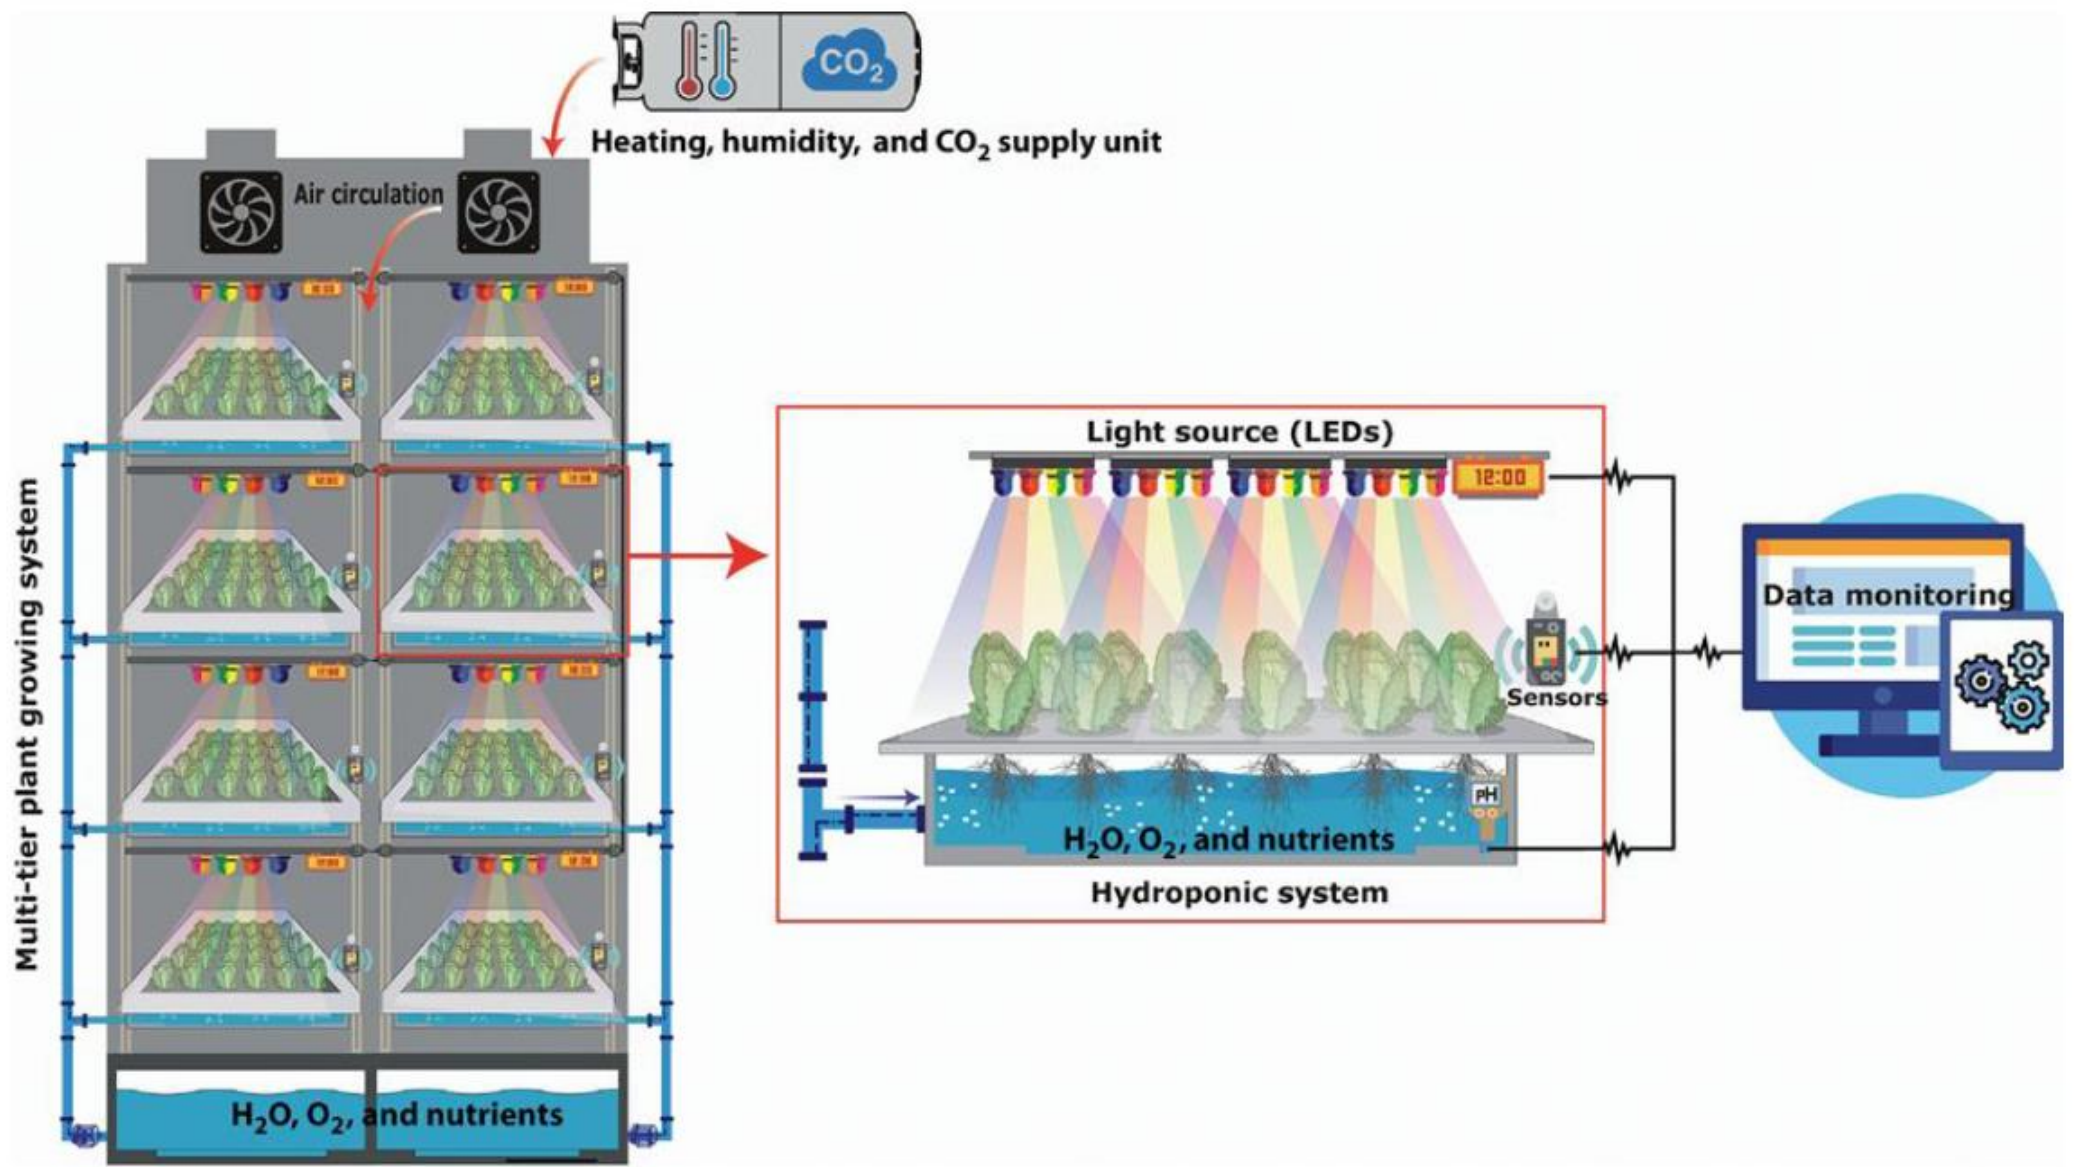 CO₂
Heating, humidity, and CO₂ supply unit
Air circulation
Multi-tier plant growing system
H₂O, O₂, and nutrients
Light source (LEDs)
12:00
Sensors
pH
H₂O, O₂, and nutrients
Hydroponic system
Data monitoring